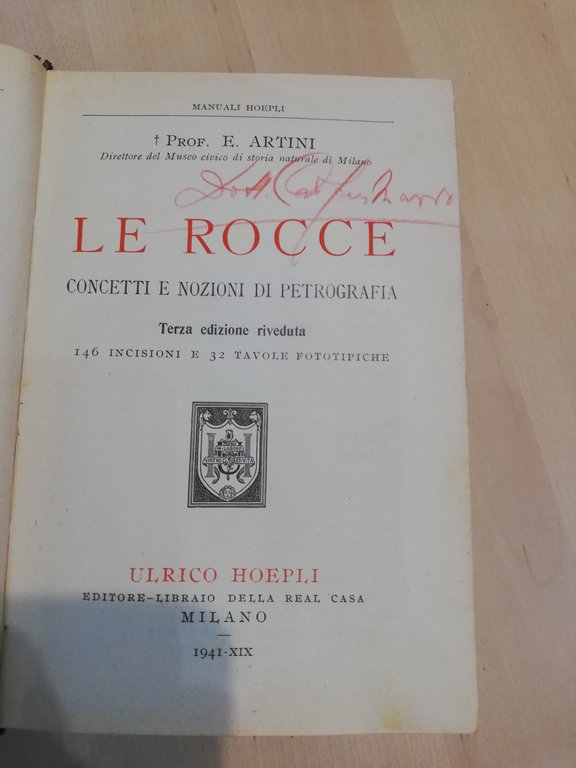 MANUALI HOEPLI
† PROF. E. ARTINI
Direttore del Museo civico di storia naturale di Milano
Dott.
LE ROCCE
CONCETTI E NOZIONI DI PETROGRAFIA
Terza edizione riveduta
146 INCISIONI E 32 TAVOLE FOTOTIPICHE
ULRICO HOEPLI
EDITORE-LIBRAIO DELLA REAL CASA
MILANO
1941-XIX